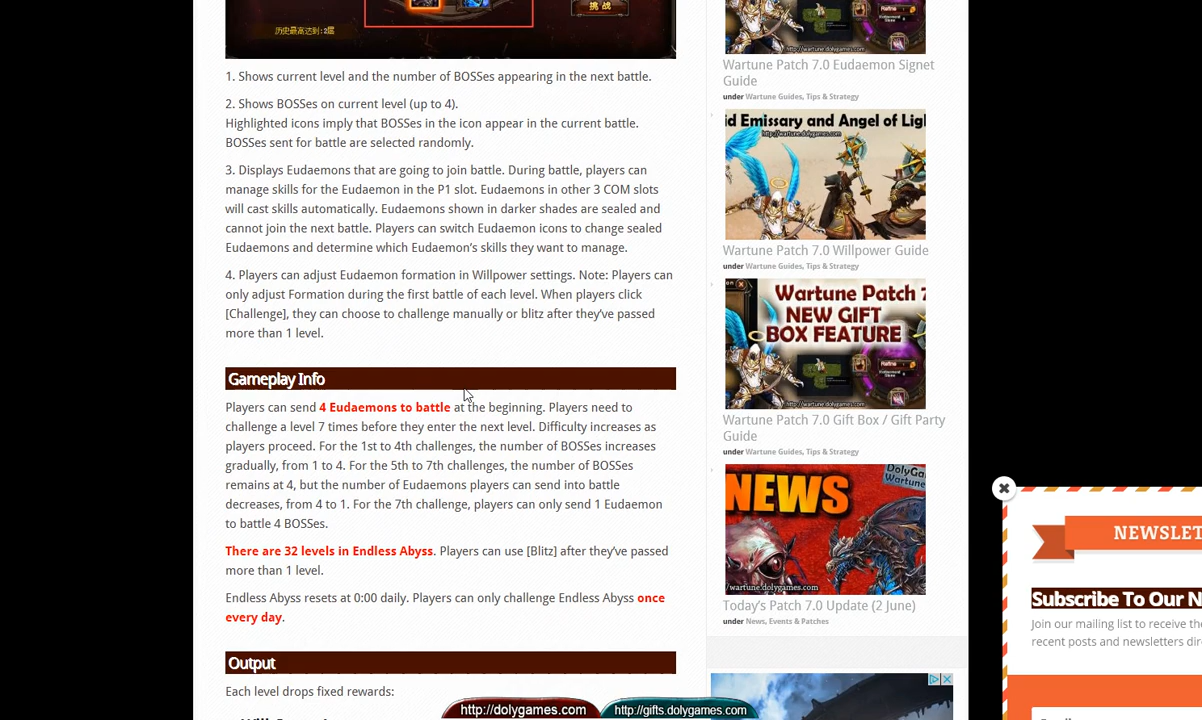 历史最高达到：2层
挑 战
1. Shows current level and the number of BOSSes appearing in the next battle.
2. Shows BOSSes on current level (up to 4).
Highlighted icons imply that BOSSes in the icon appear in the current battle.
BOSSes sent for battle are selected randomly.
3. Displays Eudaemons that are going to join battle. During battle, players can
manage skills for the Eudaemon in the P1 slot. Eudaemons in other 3 COM slots
will cast skills automatically. Eudaemons shown in darker shades are sealed and
cannot join the next battle. Players can switch Eudaemon icons to change sealed
Eudaemons and determine which Eudaemon’s skills they want to manage.
4. Players can adjust Eudaemon formation in Willpower settings. Note: Players can
only adjust Formation during the first battle of each level. When players click
[Challenge], they can choose to challenge manually or blitz after they’ve passed
more than 1 level.
Gameplay Info
Players can send 4 Eudaemons to battle at the beginning. Players need to
challenge a level 7 times before they enter the next level. Difficulty increases as
players proceed. For the 1st to 4th challenges, the number of BOSSes increases
gradually, from 1 to 4. For the 5th to 7th challenges, the number of BOSSes
remains at 4, but the number of Eudaemons players can send into battle
decreases, from 4 to 1. For the 7th challenge, players can only send 1 Eudaemon
to battle 4 BOSSes.
There are 32 levels in Endless Abyss. Players can use [Blitz] after they’ve passed
more than 1 level.
Endless Abyss resets at 0:00 daily. Players can only challenge Endless Abyss once
every day.
Output
Each level drops fixed rewards:
http://dolygames.com
http://gifts.dolygames.com
Refine
http://wartune.dolygames.com
Wartune Patch 7.0 Eudaemon Signet
Guide
under Wartune Guides, Tips & Strategy
id Emissary and Angel of Ligh
http://wartune.dolygames.com
Wartune Patch 7.0 Willpower Guide
under Wartune Guides, Tips & Strategy
Wartune Patch 7
NEW GIFT
BOX FEATURE
Refine
http://wartune.dolygames.com
Wartune Patch 7.0 Gift Box / Gift Party
Guide
under Wartune Guides, Tips & Strategy
DolyGa
Wartune
NEWS
/wartune.dolygames.com
Today’s Patch 7.0 Update (2 June)
under News, Events & Patches
NEWSLET
Subscribe To Our N
Join our mailing list to receive the
recent posts and newsletters dir